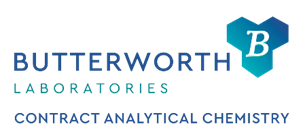 BUTTERWORTH
B
LABORATORIES
CONTRACT ANALYTICAL CHEMISTRY